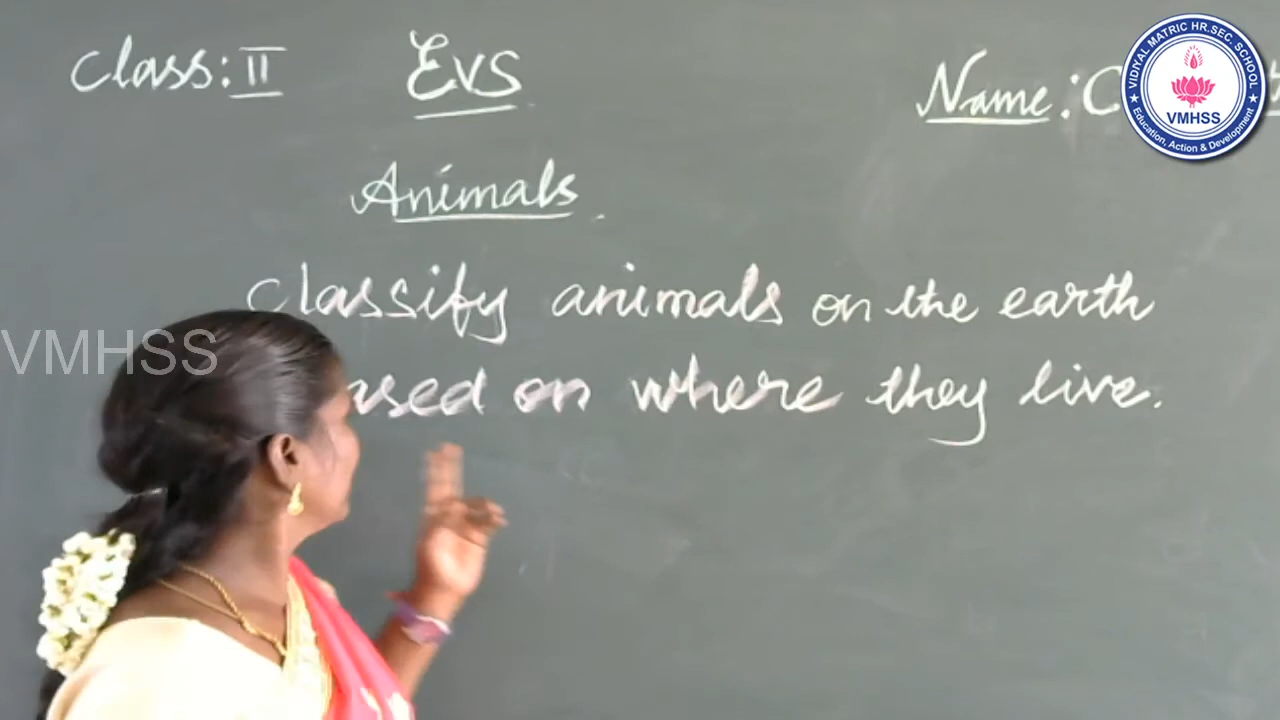 Class: II
EVS
Name: C
Animals.
Classify animals on the earth
ased on where they live.
VMHSS
VIDIYAL MATRIC HR.SEC. SCHOOL
VMHSS
★ Education, Action & Development ★